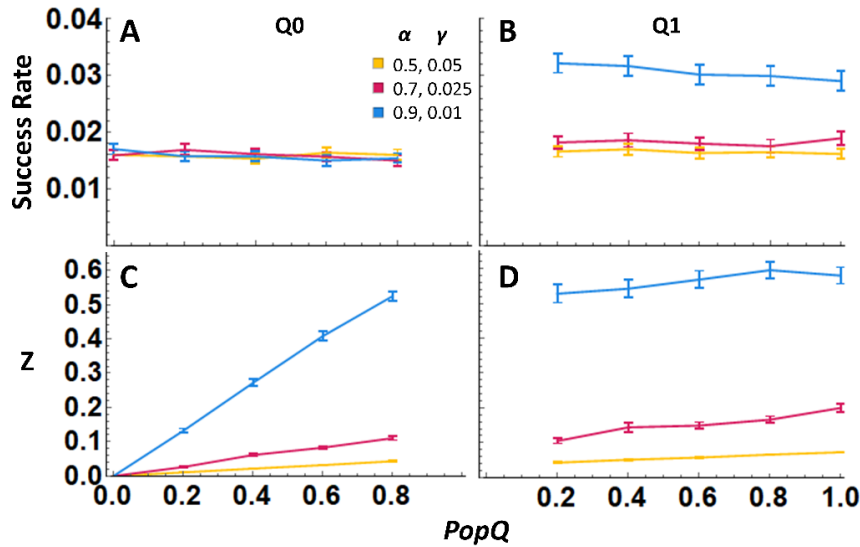 A Q0
B Q1
α γ
0.5, 0.05
0.7, 0.025
0.9, 0.01
Success Rate
0.04
0.03
0.02
0.01
C
D
Z
0.6
0.5
0.4
0.3
0.2
0.1
0.0
0.0 0.2 0.4 0.6 0.8
0.2 0.4 0.6 0.8 1.0
PopQ